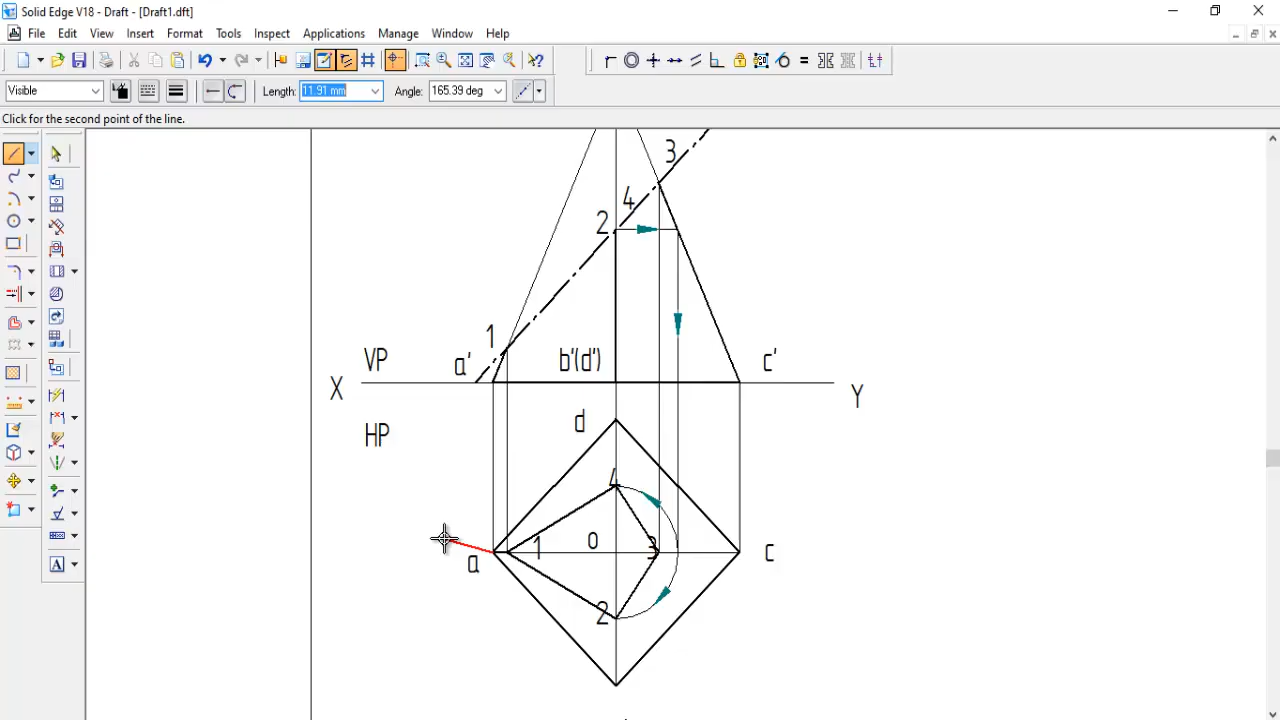 Solid Edge V18 - Draft - [Draft1.dft]
File Edit View Insert Format Tools Inspect Applications Manage Window Help
Visible Length: 11.91 mm Angle: 165.39 deg
Click for the second point of the line.
3
4
2
1
VP a' b'(d') c'
X Y
d
HP
4
o
1 3 c
a
2
A